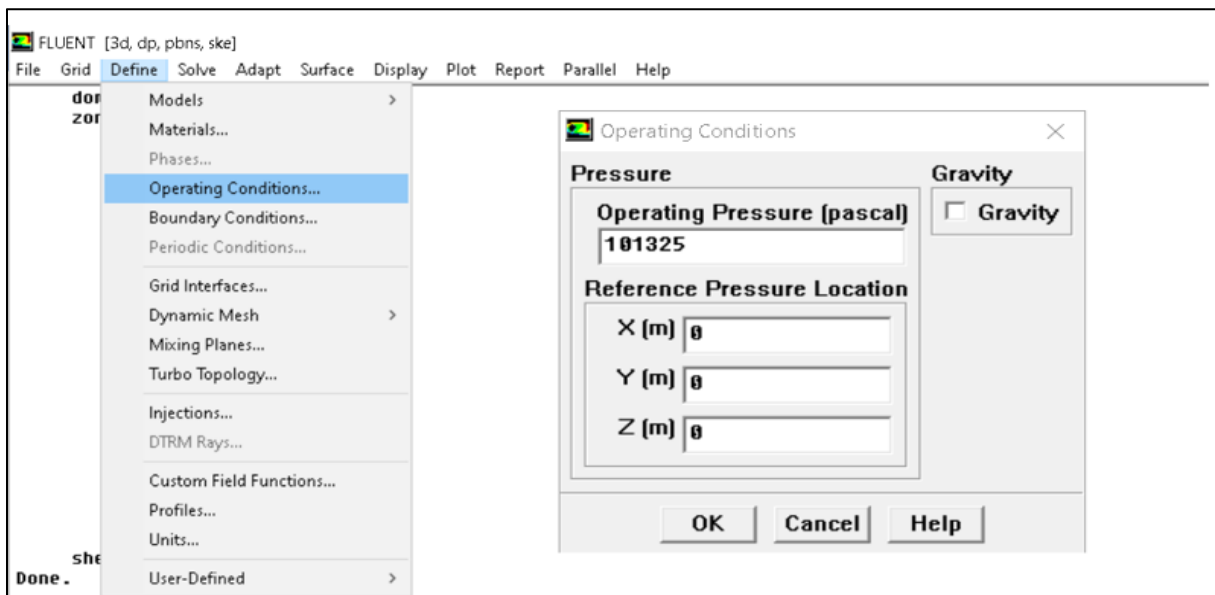 FLUENT [3d, dp, pbns, ske]
File Grid Define Solve Adapt Surface Display Plot Report Parallel Help
Models
Materials...
Phases...
Operating Conditions...
Boundary Conditions...
Periodic Conditions...
Grid Interfaces...
Dynamic Mesh
Mixing Planes...
Turbo Topology...
Injections...
DTRM Rays...
Custom Field Functions...
Profiles...
Units...
User-Defined
dor
zor
she
Done.
Operating Conditions
Pressure
Operating Pressure (pascal)
101325
Reference Pressure Location
X (m) 0
Y (m) 0
Z (m) 0
Gravity
Gravity
OK Cancel Help